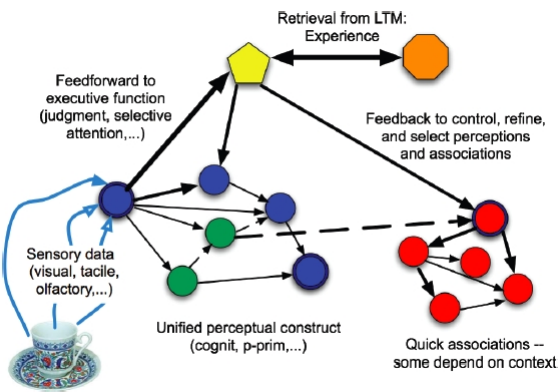 Retrieval from LTM:
Experience
Feedforward to
executive function
(judgment, selective
attention,...)
Feedback to control, refine,
and select perceptions
and associations
Sensory data
(visual, tacile,
olfactory,...)
Unified perceptual construct
(cognit, p-prim,...)
Quick associations --
some depend on context